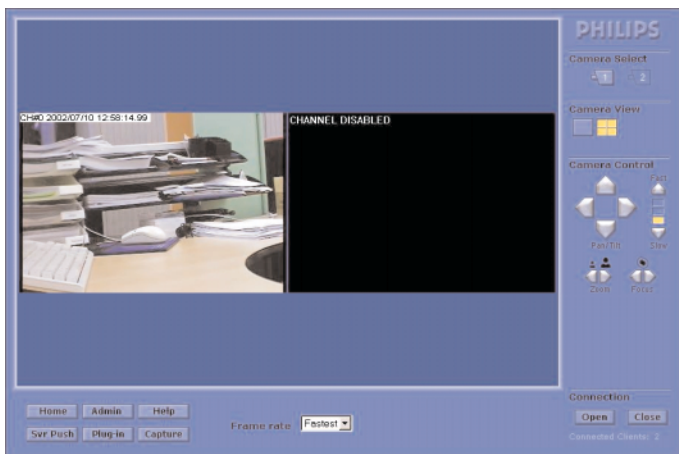 PHILIPS
Camera Select
1 2
Camera View
CH#0 2002/07/10 12:58:14.99
CHANNEL DISABLED
Camera Control
Fast
Pan/Tilt
Slow
Zoom Focus
Connection
Open Close
Connected Clients: 2
Home Admin Help
Svr Push Plug-in Capture
Frame rate Fastest